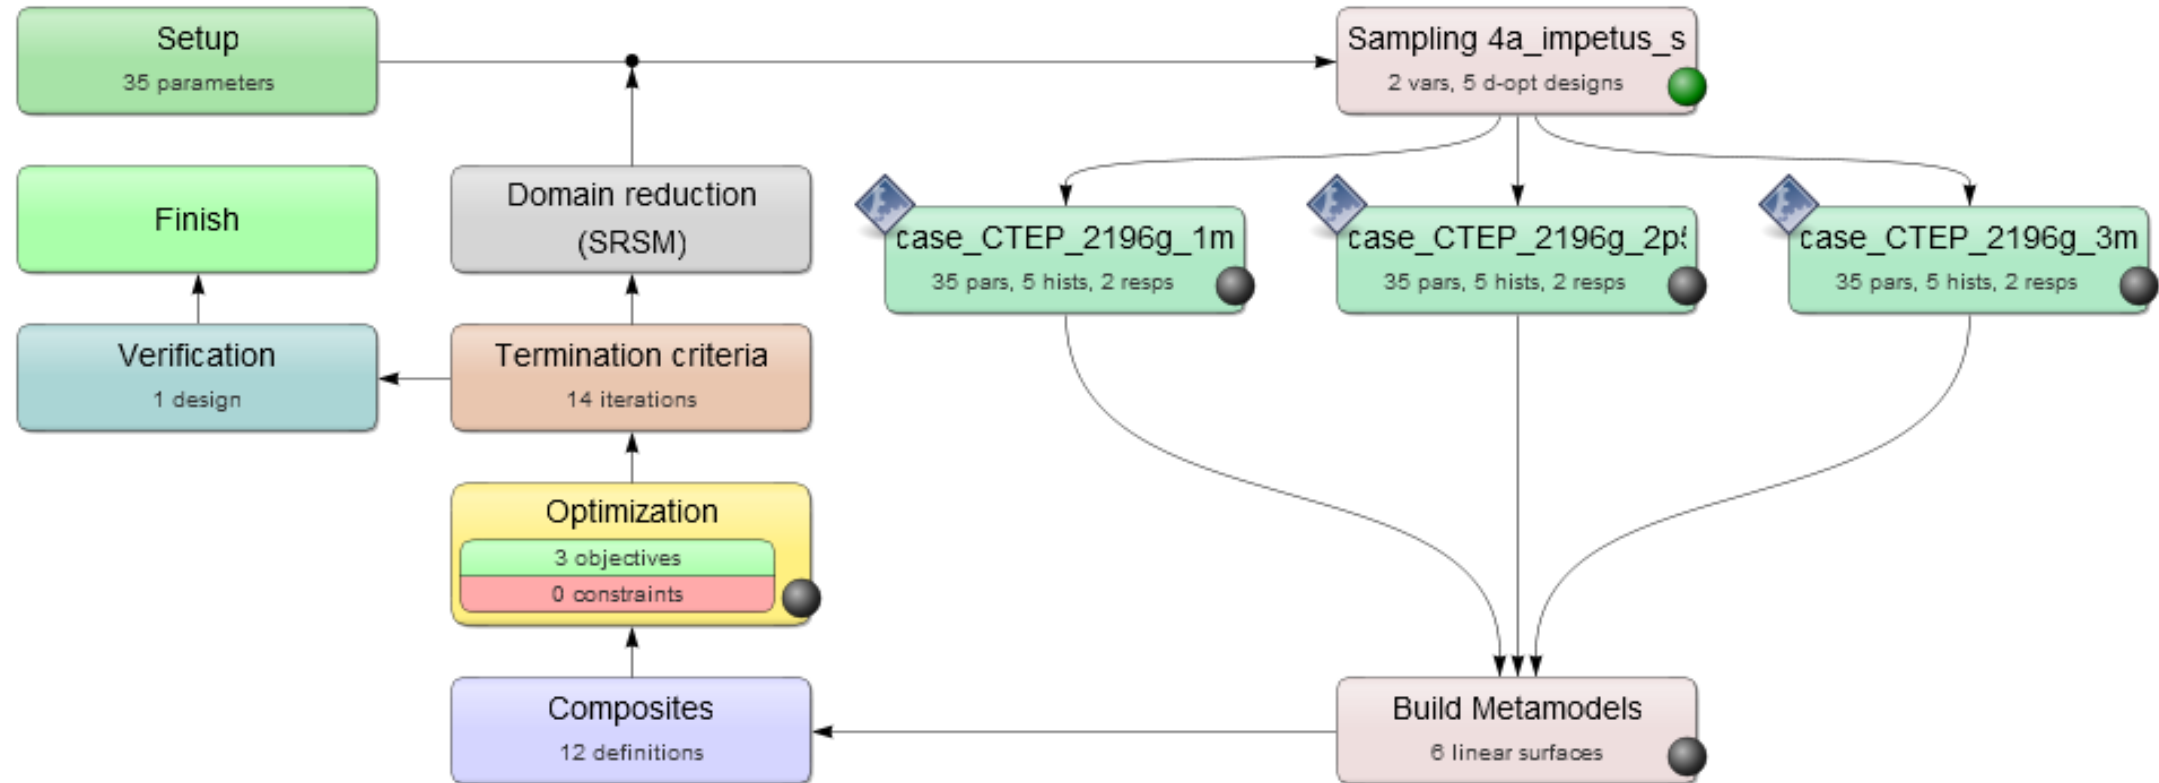 Setup
35 parameters
Sampling 4a_impetus_s
2 vars, 5 d-opt designs
Finish
Domain reduction
(SRSM)
case_CTEP_2196g_1m
35 pars, 5 hists, 2 resps
case_CTEP_2196g_2p5
35 pars, 5 hists, 2 resps
case_CTEP_2196g_3m
35 pars, 5 hists, 2 resps
Verification
1 design
Termination criteria
14 iterations
Optimization
3 objectives
0 constraints
Composites
12 definitions
Build Metamodels
6 linear surfaces